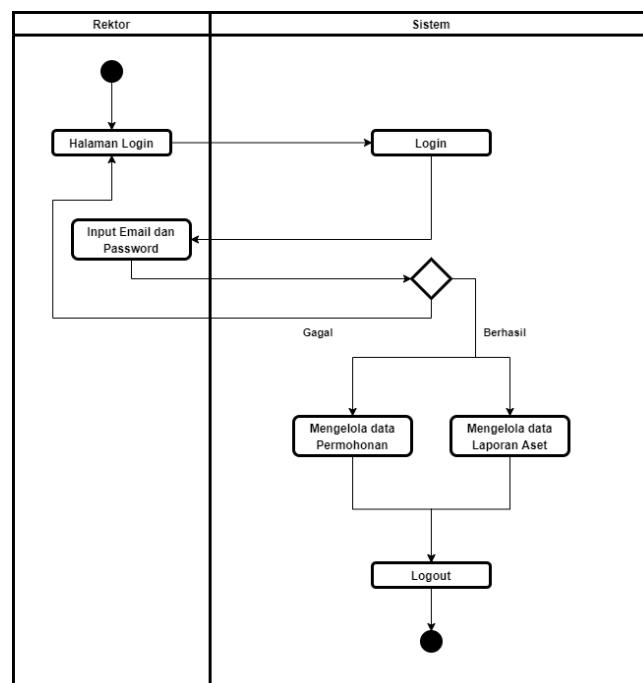 Rektor
Sistem
Halaman Login
Login
Input Email dan
Password
Gagal
Berhasil
Mengelola data
Permohonan
Mengelola data
Laporan Aset
Logout